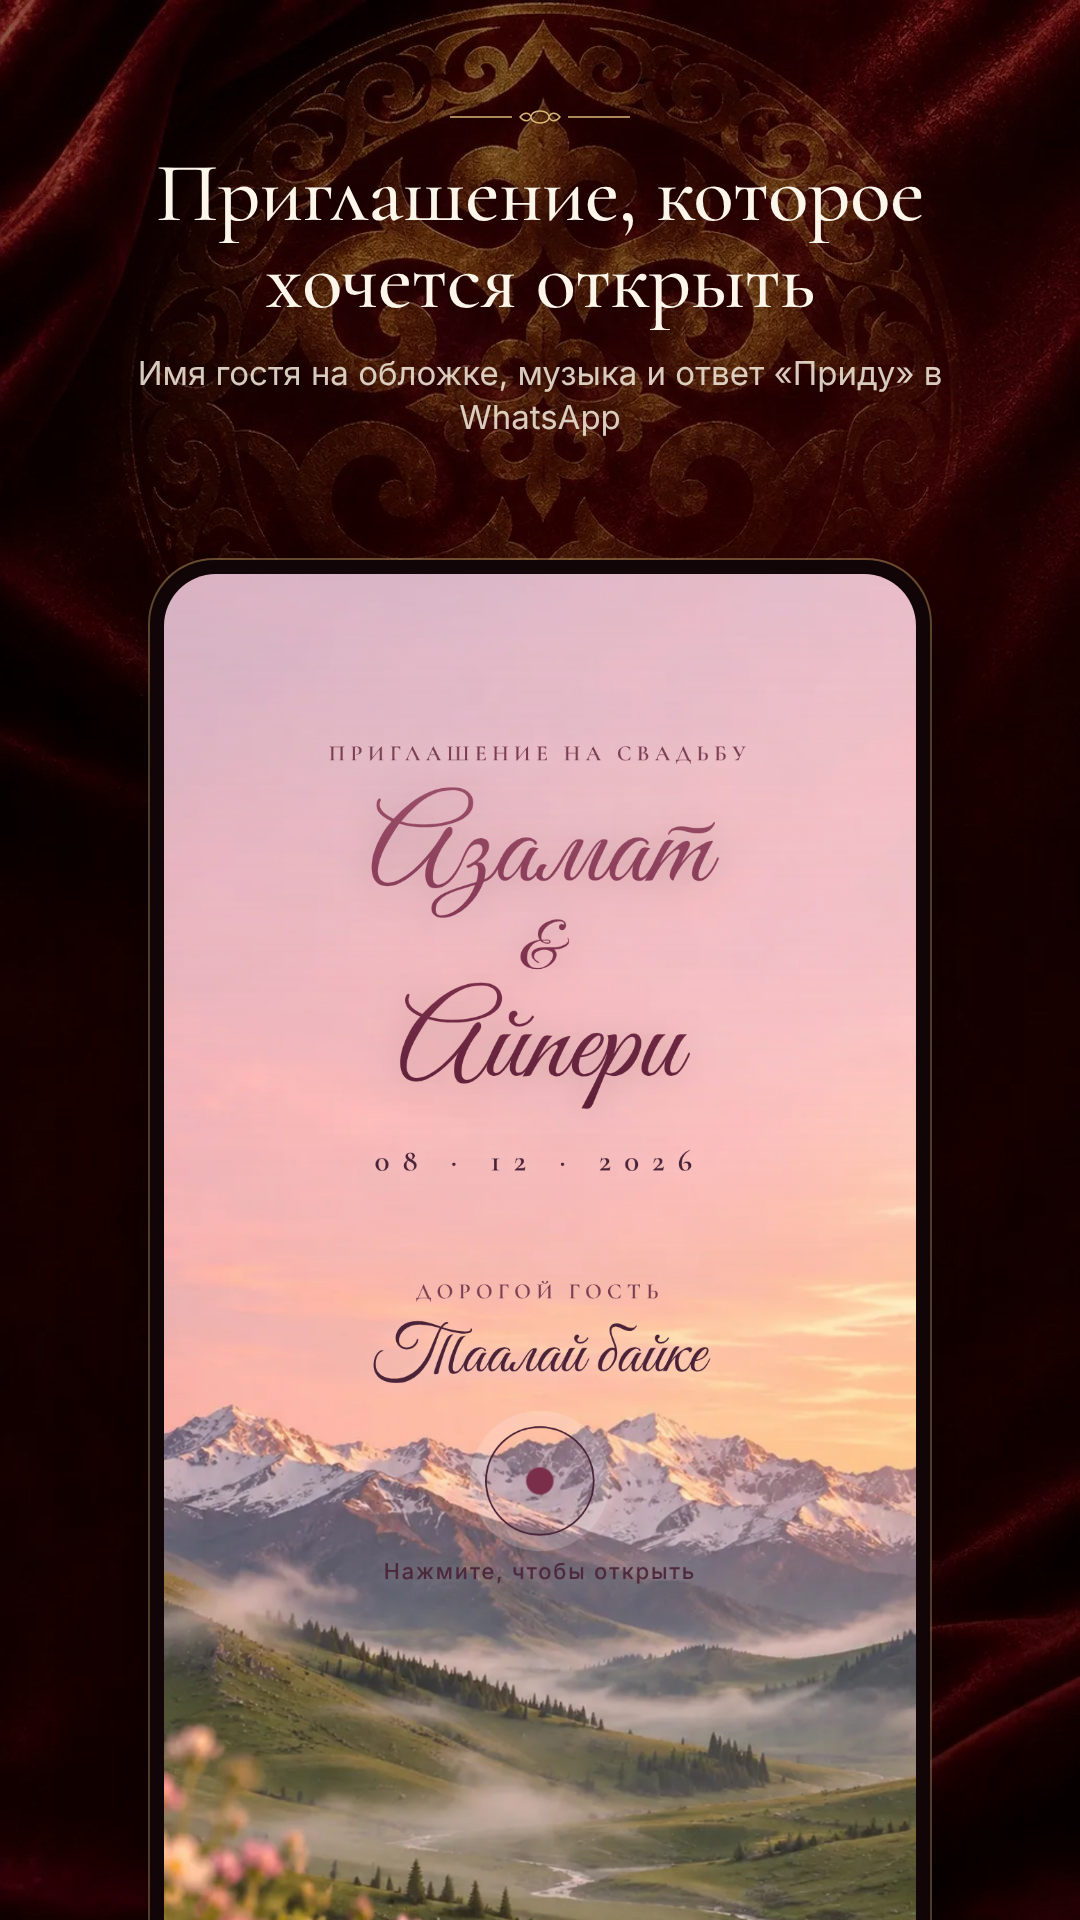 Приглашение, которое
хочется открыть
Имя гостя на обложке, музыка и ответ «Приду» в
WhatsApp
ПРИГЛАШЕНИЕ НА СВАДЬБУ
Азамат
&
Айпери
08 · 12 · 2026
ДОРОГОЙ ГОСТЬ
Таалай байке
Нажмите, чтобы открыть